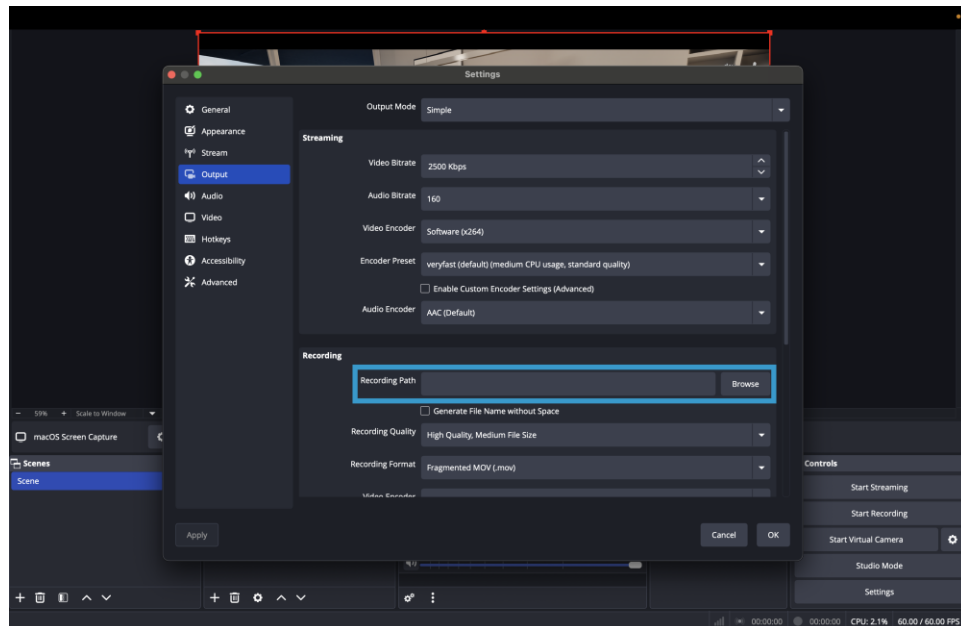 Settings
General
Appearance
Stream
Output
Audio
Video
Hotkeys
Accessibility
Advanced
Output Mode Simple
Streaming
Video Bitrate 2500 Kbps
Audio Bitrate 160
Video Encoder Software (x264)
Encoder Preset veryfast (default) (medium CPU usage, standard quality)
Enable Custom Encoder Settings (Advanced)
Audio Encoder AAC (Default)
Recording
Recording Path Browse
Generate File Name without Space
Recording Quality High Quality, Medium File Size
Recording Format Fragmented MOV (.mov)
Video Encoder
Apply Cancel OK
59% Scale to Window
macOS Screen Capture
Scenes
Scene
Controls
Start Streaming
Start Recording
Start Virtual Camera
Studio Mode
Settings
00:00:00 00:00:00 CPU: 2.1% 60.00 / 60.00 FPS